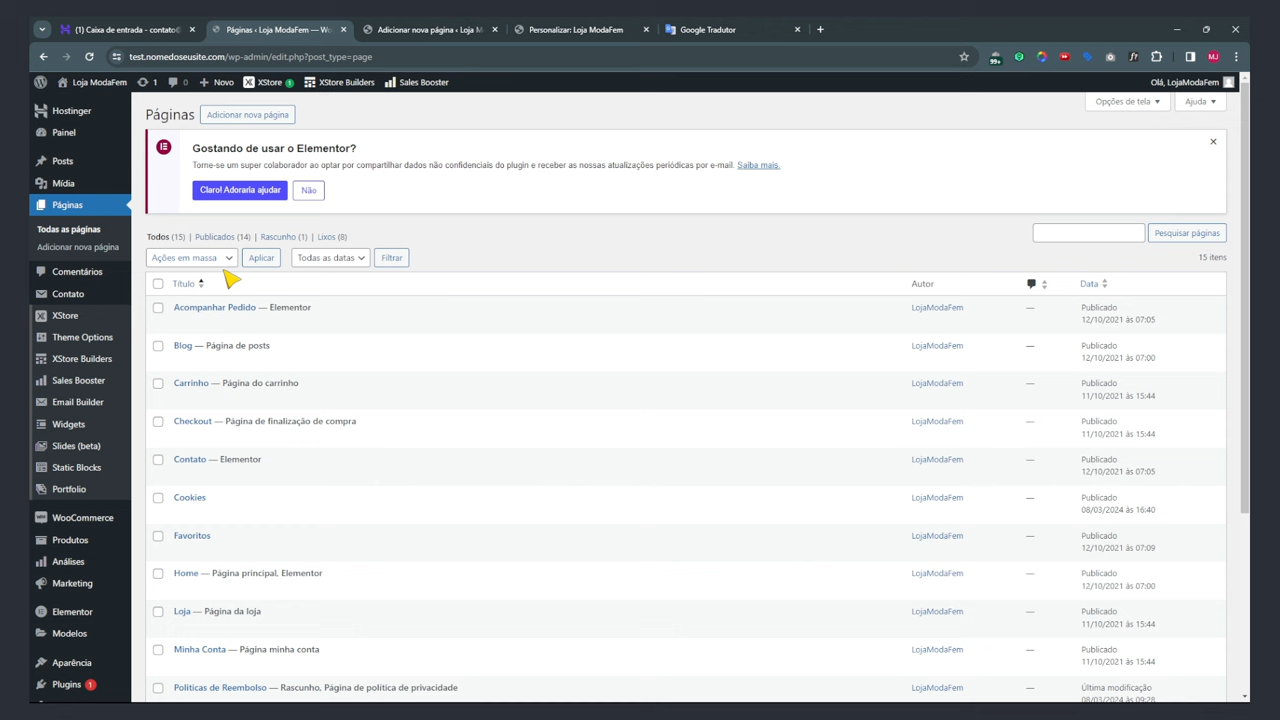 (1) Caixa de entrada - contato@
Páginas ‹ Loja ModaFem — Wo
Adicionar nova página ‹ Loja M
Personalizar: Loja ModaFem
Google Tradutor
test.nomedoseusite.com/wp-admin/edit.php?post_type=page
99+
MJ
Loja ModaFem
1
0
Novo
XStore 1
XStore Builders
Sales Booster
Olá, LojaModaFem
Hostinger
Painel
Posts
Mídia
Páginas
Todas as páginas
Adicionar nova página
Comentários
Contato
XStore
Theme Options
XStore Builders
Sales Booster
Email Builder
Widgets
Slides (beta)
Static Blocks
Portfolio
WooCommerce
Produtos
Análises
Marketing
Elementor
Modelos
Aparência
Plugins 1
Páginas
Adicionar nova página
Opções de tela
Ajuda
Gostando de usar o Elementor?
Torne-se um super colaborador ao optar por compartilhar dados não confidenciais do plugin e receber as nossas atualizações periódicas por e-mail. Saiba mais.
Claro! Adoraria ajudar
Não
Todos (15) | Publicados (14) | Rascunho (1) | Lixos (8)
Pesquisar páginas
Ações em massa
Aplicar
Todas as datas
Filtrar
15 itens
Título
Autor
Data
Acompanhar Pedido — Elementor
LojaModaFem
—
Publicado
12/10/2021 às 07:05
Blog — Página de posts
LojaModaFem
—
Publicado
12/10/2021 às 07:00
Carrinho — Página do carrinho
LojaModaFem
—
Publicado
11/10/2021 às 15:44
Checkout — Página de finalização de compra
LojaModaFem
—
Publicado
11/10/2021 às 15:44
Contato — Elementor
LojaModaFem
—
Publicado
12/10/2021 às 07:05
Cookies
LojaModaFem
—
Publicado
08/03/2024 às 16:40
Favoritos
LojaModaFem
—
Publicado
12/10/2021 às 07:09
Home — Página principal, Elementor
LojaModaFem
—
Publicado
12/10/2021 às 07:00
Loja — Página da loja
LojaModaFem
—
Publicado
11/10/2021 às 15:44
Minha Conta — Página minha conta
LojaModaFem
—
Publicado
11/10/2021 às 15:44
Políticas de Reembolso — Rascunho, Página de política de privacidade
LojaModaFem
—
Última modificação
08/03/2024 às 09:28